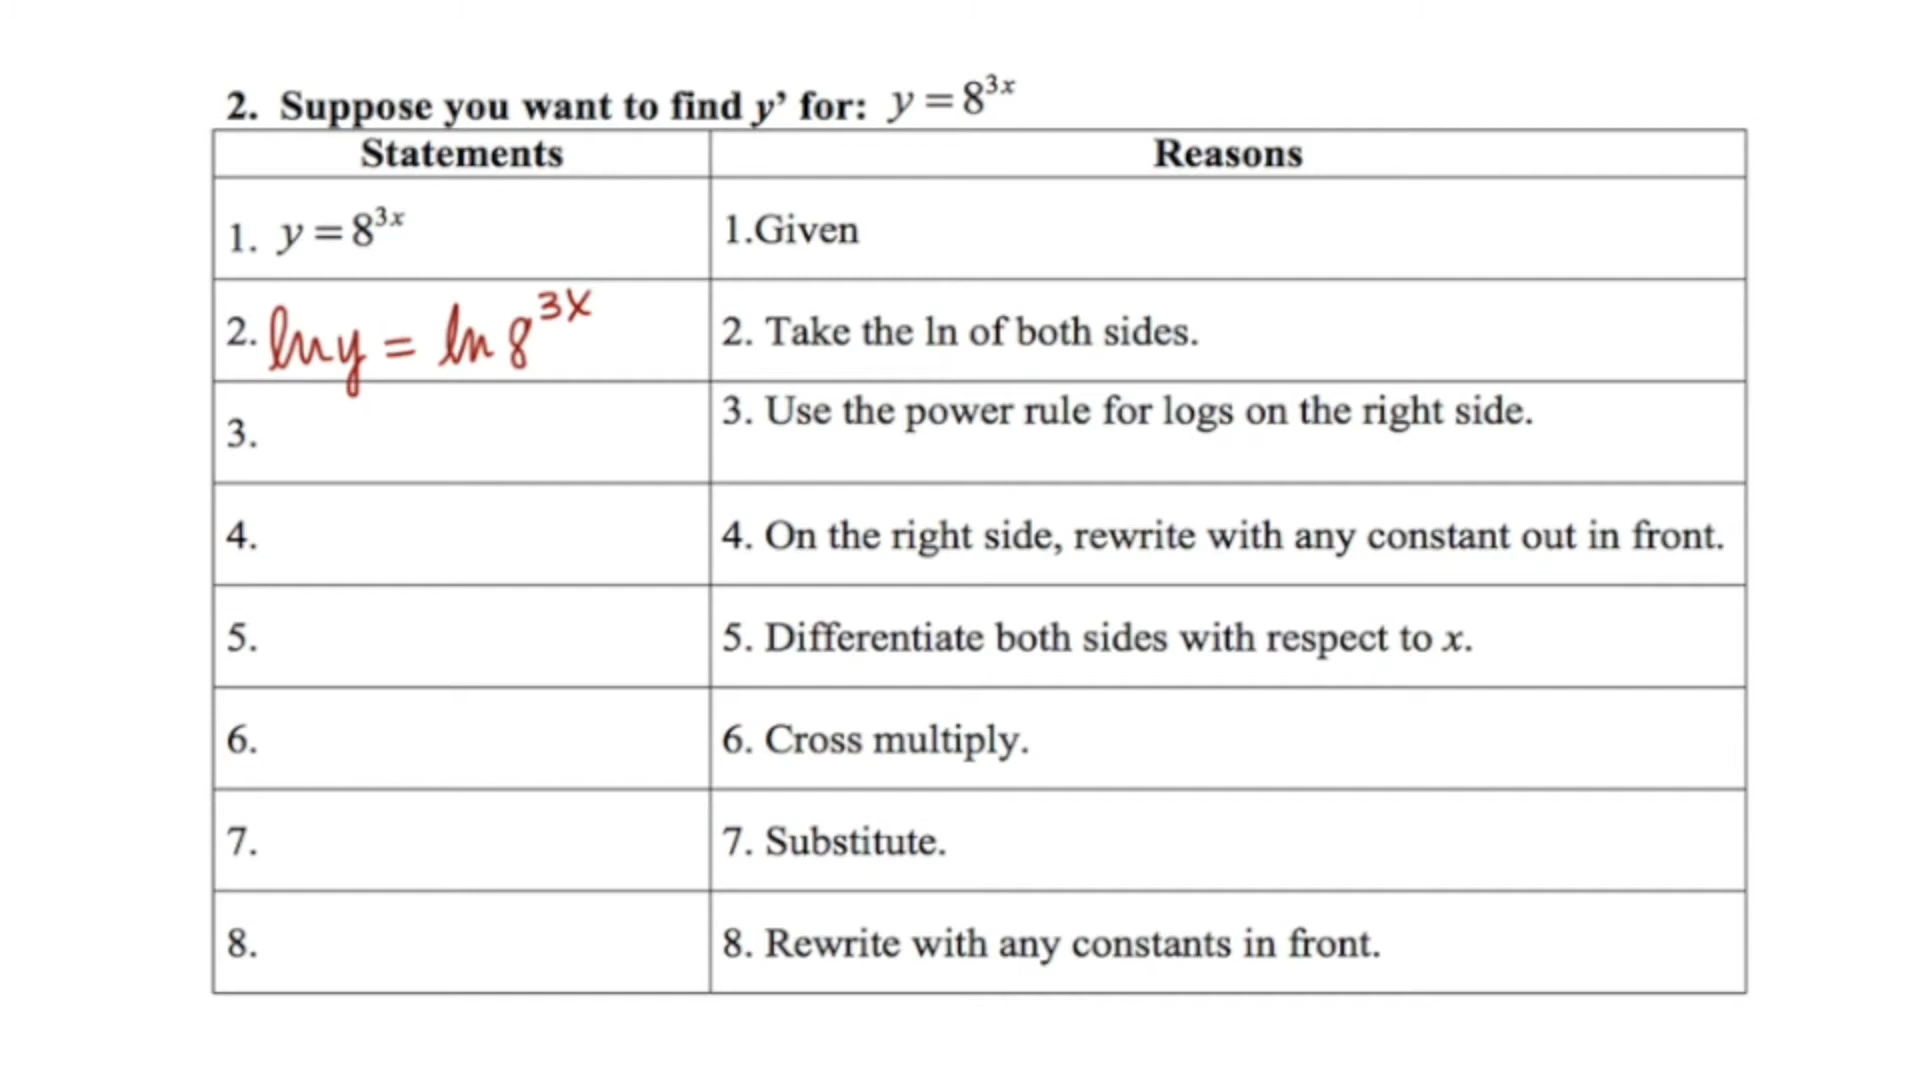 2. Suppose you want to find y’ for: y = 8^{3x}
Statements Reasons
1. y = 8^{3x} 1.Given
2. ln y = ln 8^{3x} 2. Take the ln of both sides.
3. 3. Use the power rule for logs on the right side.
4. 4. On the right side, rewrite with any constant out in front.
5. 5. Differentiate both sides with respect to x.
6. 6. Cross multiply.
7. 7. Substitute.
8. 8. Rewrite with any constants in front.